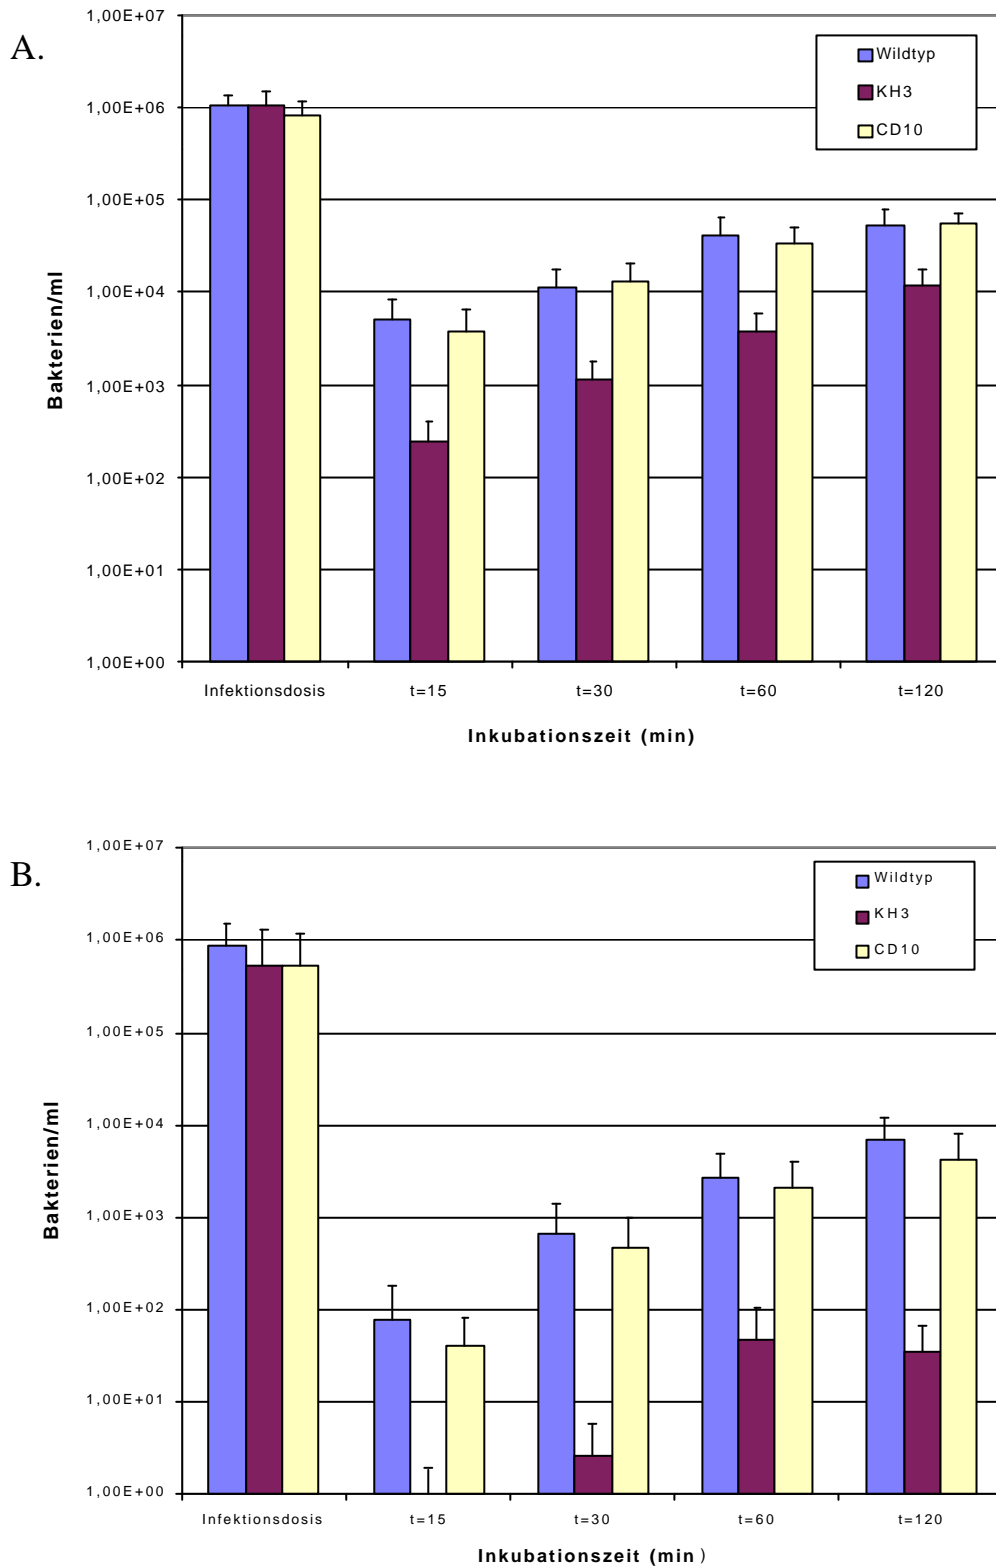 A.
1,00E+07
1,00E+06
1,00E+05
1,00E+04
1,00E+03
1,00E+02
1,00E+01
1,00E+00
Bakterien/ml
Wildtyp
KH3
CD10
Infektionsdosis t=15 t=30 t=60 t=120
Inkubationszeit (min)
B.
1,00E+07
1,00E+06
1,00E+05
1,00E+04
1,00E+03
1,00E+02
1,00E+01
1,00E+00
Bakterien/ml
Wildtyp
KH3
CD10
Infektionsdosis t=15 t=30 t=60 t=120
Inkubationszeit (min)